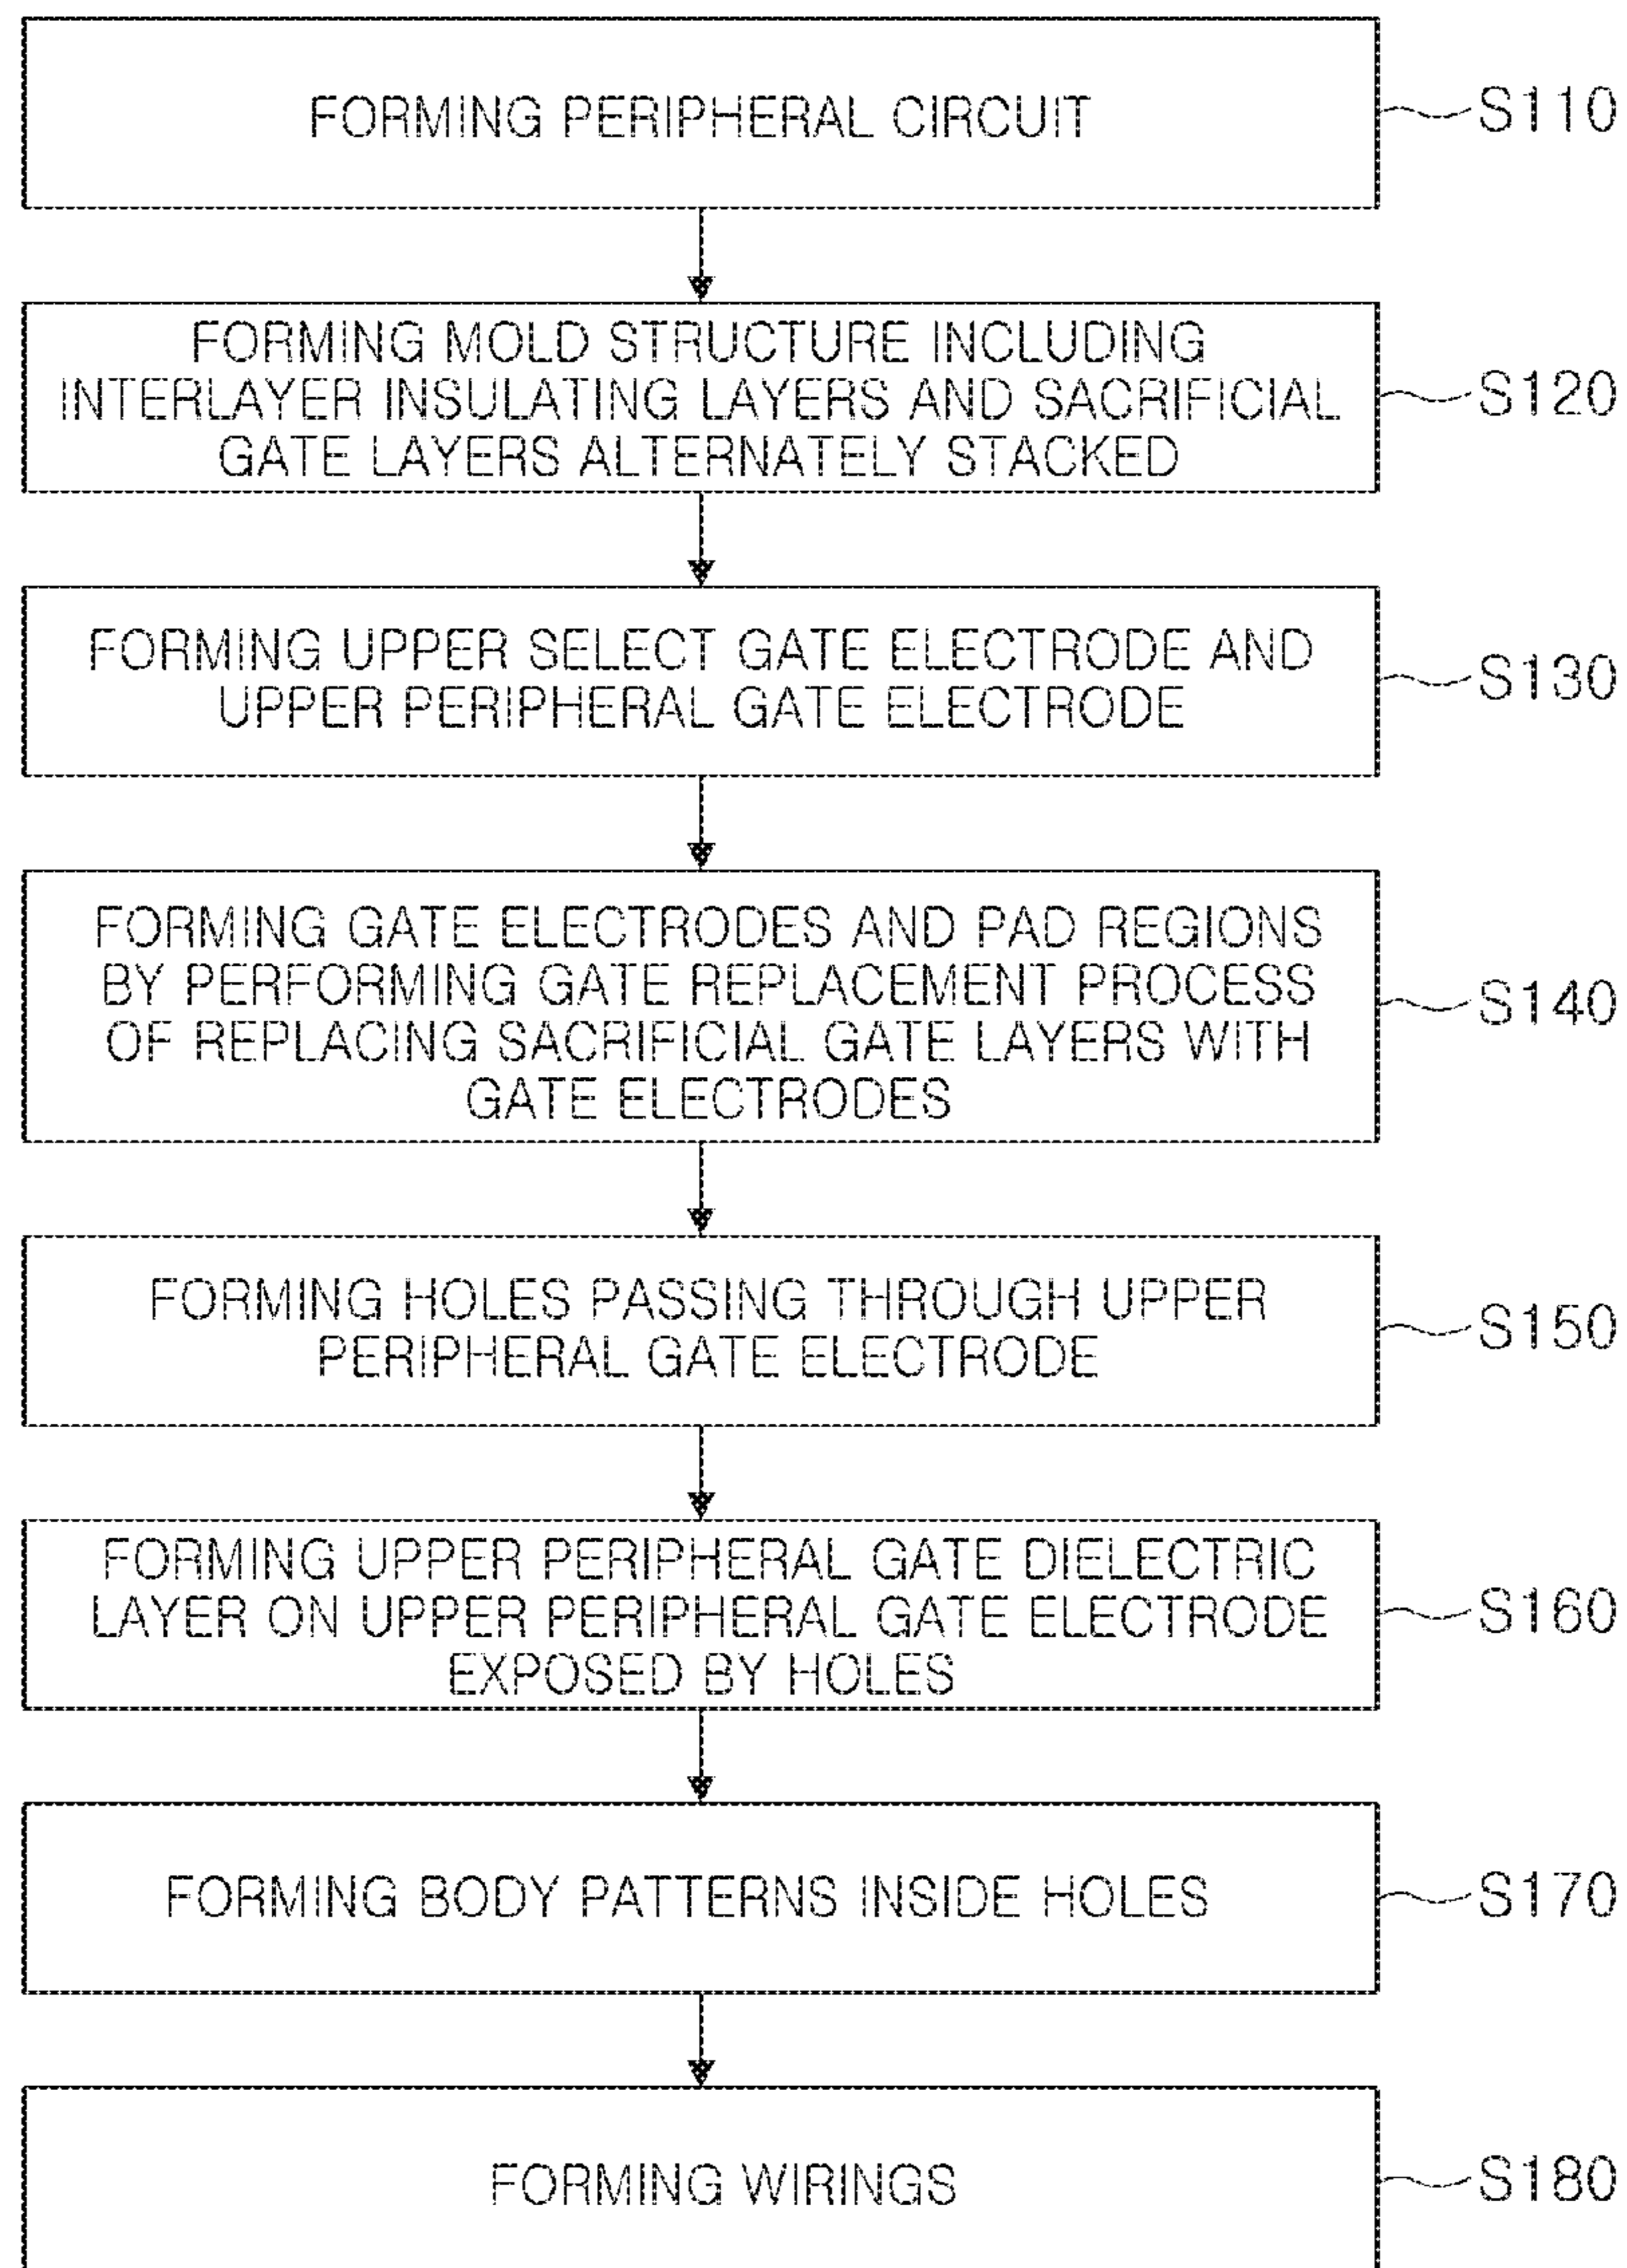 FORMING PERIPHERAL CIRCUIT
S110
FORMING MOLD STRUCTURE INCLUDING
INTERLAYER INSULATING LAYERS AND SACRIFICIAL
GATE LAYERS ALTERNATELY STACKED
S120
FORMING UPPER SELECT GATE ELECTRODE AND
UPPER PERIPHERAL GATE ELECTRODE
S130
FORMING GATE ELECTRODES AND PAD REGIONS
BY PERFORMING GATE REPLACEMENT PROCESS
OF REPLACING SACRIFICIAL GATE LAYERS WITH
GATE ELECTRODES
S140
FORMING HOLES PASSING THROUGH UPPER
PERIPHERAL GATE ELECTRODE
S150
FORMING UPPER PERIPHERAL GATE DIELECTRIC
LAYER ON UPPER PERIPHERAL GATE ELECTRODE
EXPOSED BY HOLES
S160
FORMING BODY PATTERNS INSIDE HOLES
S170
FORMING WIRINGS
S180